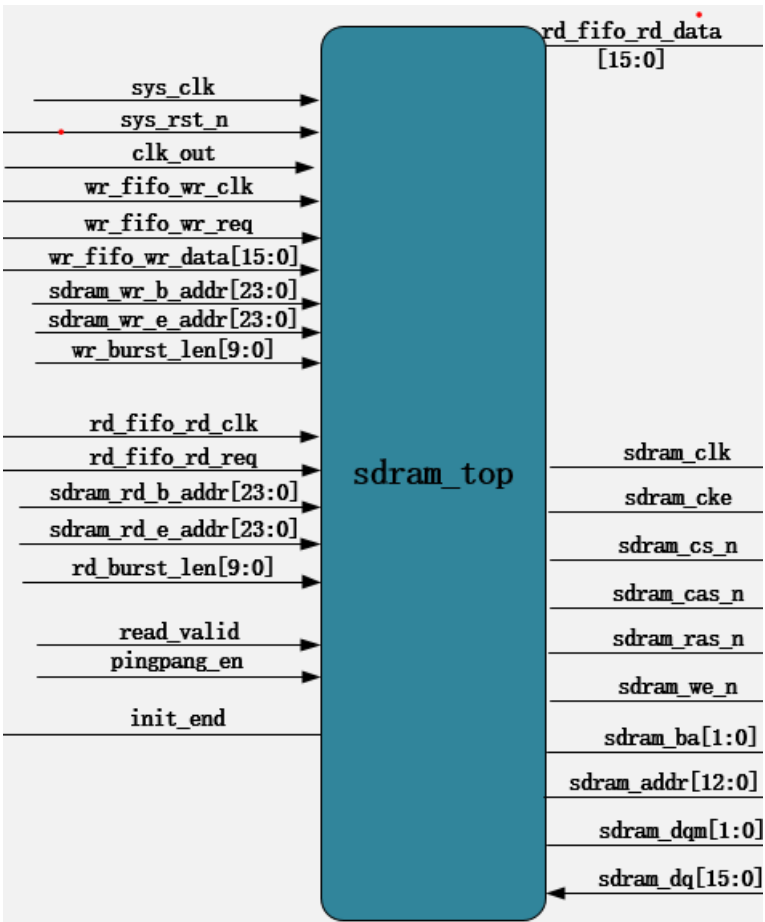 rd_fifo_rd_data
[15:0]
sys_clk
sys_rst_n
clk_out
wr_fifo_wr_clk
wr_fifo_wr_req
wr_fifo_wr_data[15:0]
sdram_wr_b_addr[23:0]
sdram_wr_e_addr[23:0]
wr_burst_len[9:0]
rd_fifo_rd_clk
rd_fifo_rd_req
sdram_rd_b_addr[23:0]
sdram_rd_e_addr[23:0]
rd_burst_len[9:0]
read_valid
pingpang_en
init_end
sdram_top
sdram_clk
sdram_cke
sdram_cs_n
sdram_cas_n
sdram_ras_n
sdram_we_n
sdram_ba[1:0]
sdram_addr[12:0]
sdram_dqm[1:0]
sdram_dq[15:0]